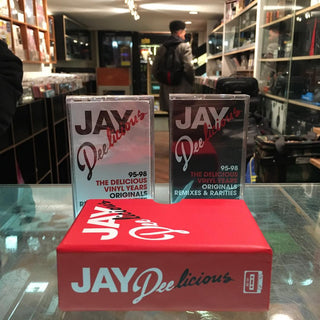 JAY
Deelicious
95-98
THE DELICIOUS
VINYL YEARS
ORIGINALS
JAY
Deelicious
95-98
THE DELICIOUS
VINYL YEARS
ORIGINALS
REMIXES & RARITIES
JAY
JAY Deelicious